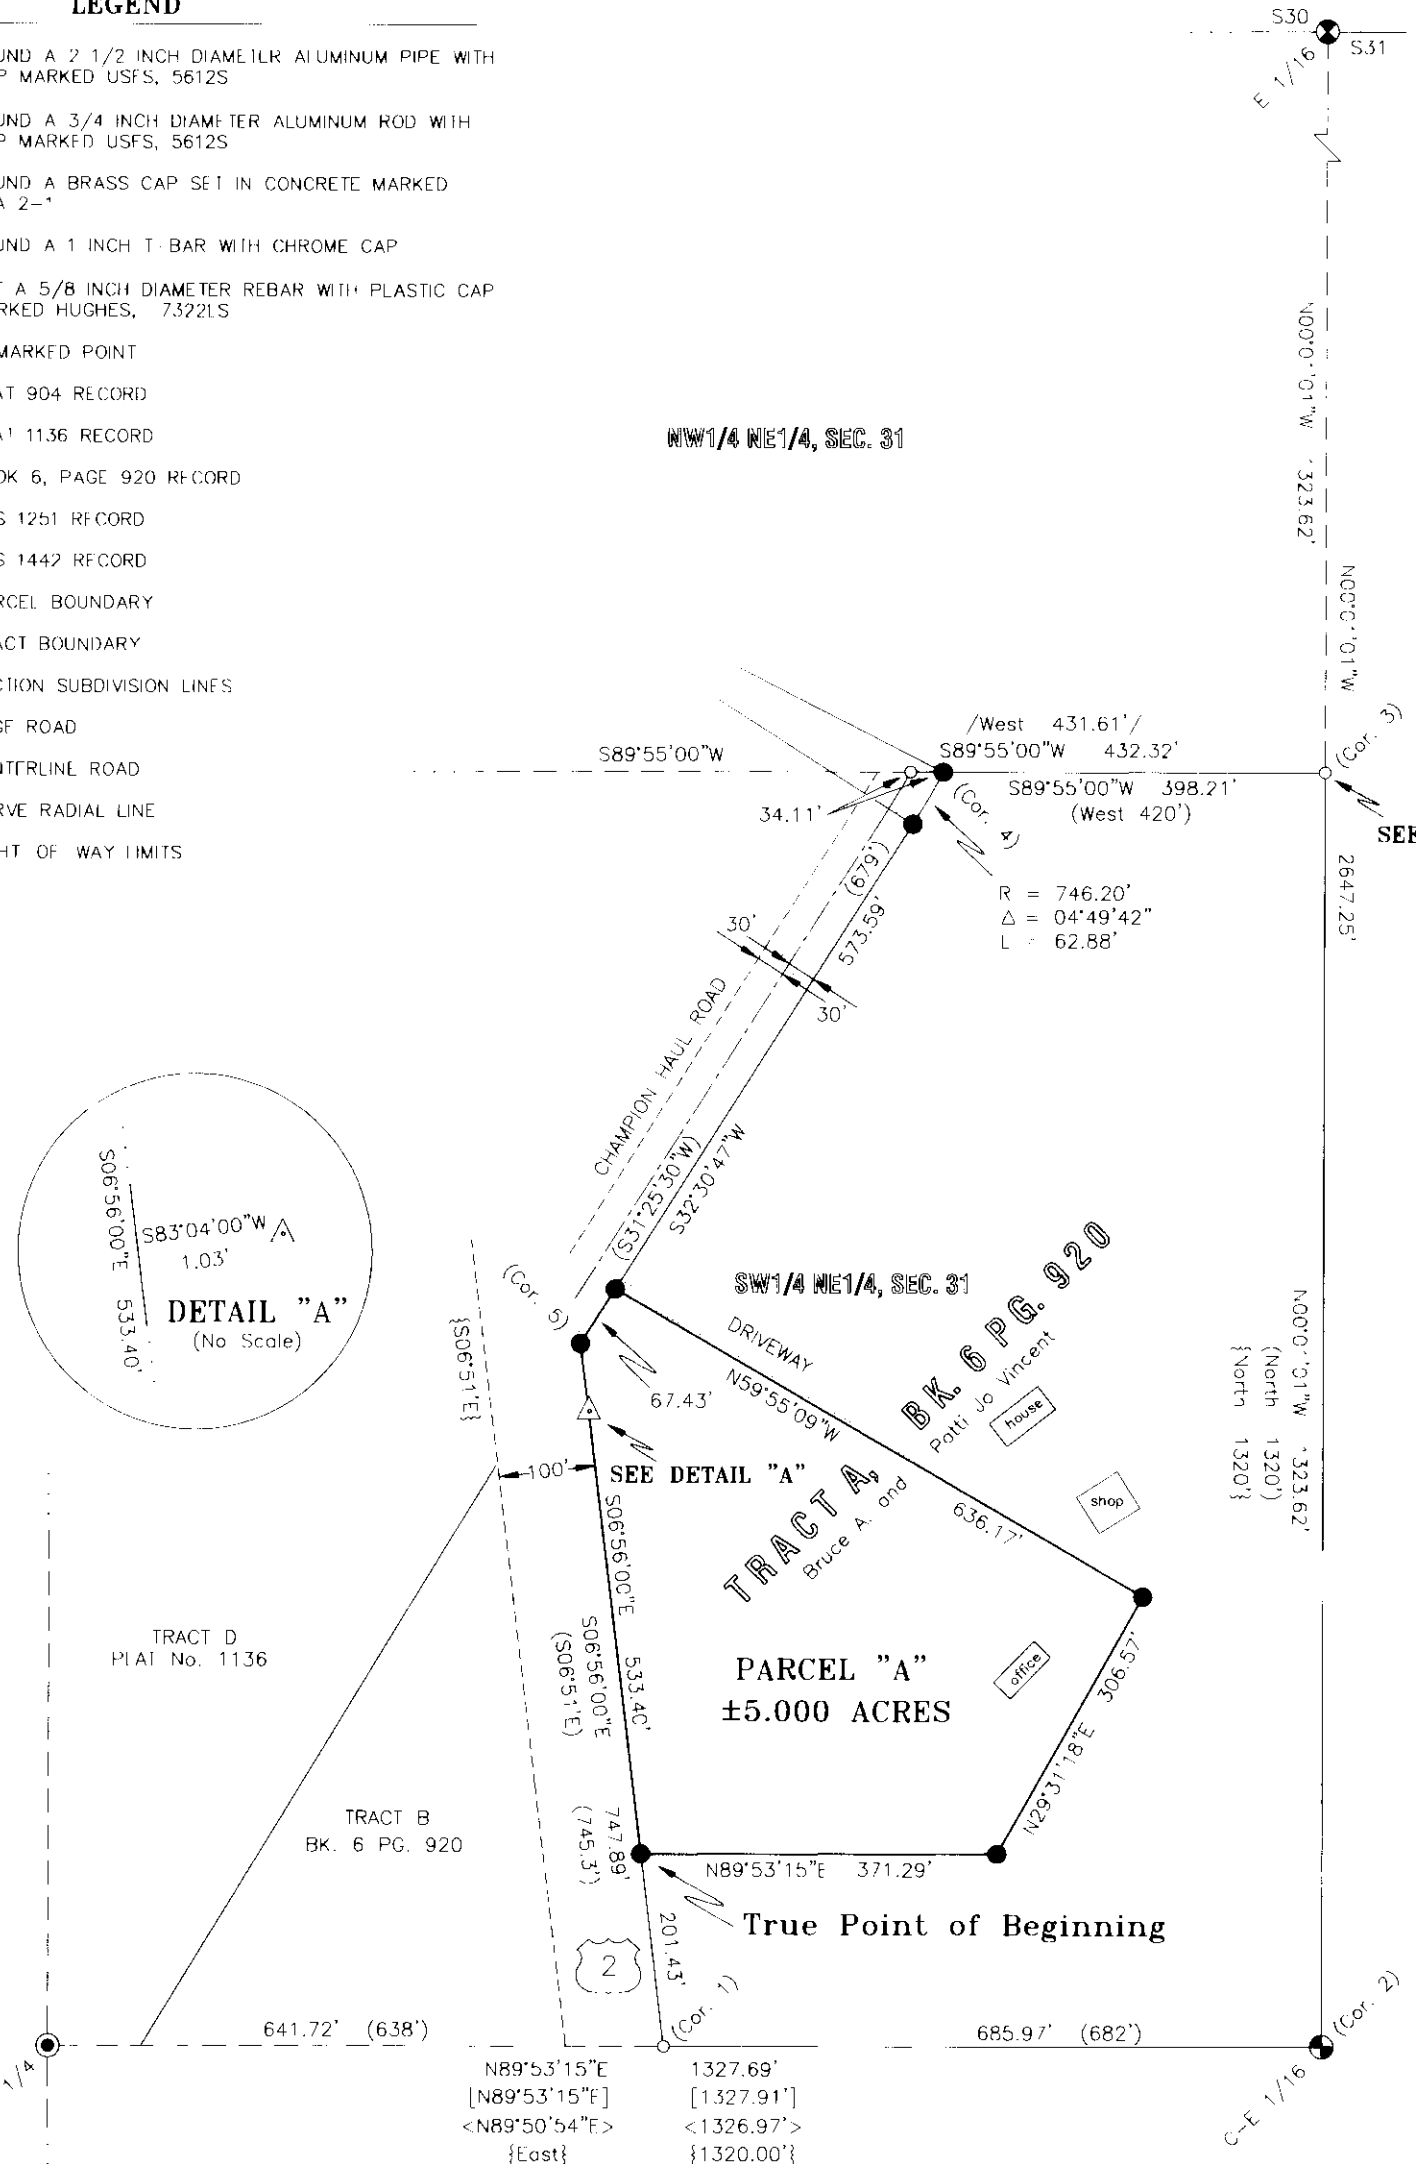 LEGEND
UND A 2 1/2 INCH DIAMETER ALUMINUM PIPE WITH
P MARKED USFS, 5612S
UND A 3/4 INCH DIAMETER ALUMINUM ROD WITH
P MARKED USFS, 5612S
UND A BRASS CAP SET IN CONCRETE MARKED
A 2-1
UND A 1 INCH T-BAR WITH CHROME CAP
T A 5/8 INCH DIAMETER REBAR WITH PLASTIC CAP
RKED HUGHES, 7322LS
MARKED POINT
AT 904 RECORD
AT 1136 RECORD
OK 6, PAGE 920 RECORD
S 1251 RECORD
S 1442 RECORD
RCEL BOUNDARY
ACT BOUNDARY
CTION SUBDIVISION LINES
GE ROAD
NTERLINE ROAD
RVE RADIAL LINE
HT OF WAY LIMITS
S30
S31
E 1/16
N00°01'01"W 1323.62'
N00°01'01"W
2647.25'
NW1/4 NE1/4, SEC. 31
/West 431.61'/
S89°55'00"W
S89°55'00"W 432.32'
(Cor. 3)
S89°55'00"W 398.21'
(West 420')
34.11'
(Cor. 4)
SEE
R = 746.20'
Δ = 04°49'42"
L = 62.88'
(679')
573.59'
30'
30'
CHAMPION HAUL ROAD
(S31°25'30"W)
S32°30'47"W
S06°56'00"E 533.40'
S83°04'00"W
1.03'
DETAIL "A"
(No Scale)
(Cor. 5)
{S06°51'E}
SW1/4 NE1/4, SEC. 31
DRIVEWAY
N59°55'09"W
636.17'
67.43'
TRACT A, BK. 6 PG. 920
Bruce A. and Patti Jo Vincent
house
shop
N00°01'01"W 1323.62'
(North 1320')
{North 1320'}
100'
SEE DETAIL "A"
S06°56'00"E 533.40'
S06°56'00"E 747.89'
(S06°51'E) (745.3')
TRACT D
PLAT No. 1136
PARCEL "A"
±5.000 ACRES
office
N29°31'18"E 306.57'
TRACT B
BK. 6 PG. 920
N89°53'15"E 371.29'
True Point of Beginning
201.43'
2
(Cor. 1)
(Cor. 2)
641.72' (638')
685.97' (682')
1/4
C-E 1/16
N89°53'15"E 1327.69'
[N89°53'15"E] [1327.91']
<N89°50'54"E> <1326.97'>
{East} {1320.00'}